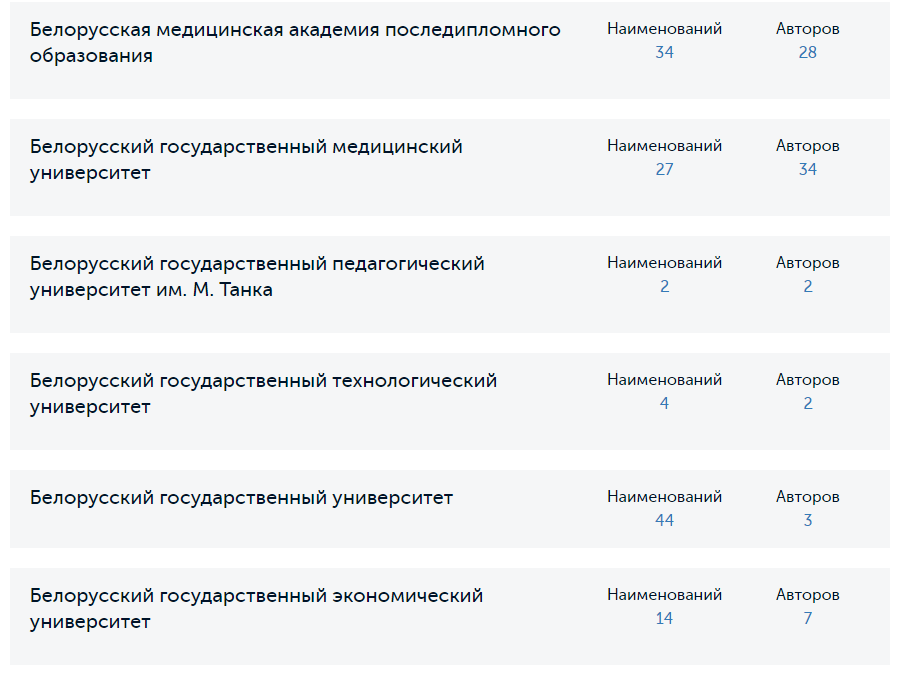 Белорусская медицинская академия последипломного
образования
Наименований
34
Авторов
28
Белорусский государственный медицинский
университет
Наименований
27
Авторов
34
Белорусский государственный педагогический
университет им. М. Танка
Наименований
2
Авторов
2
Белорусский государственный технологический
университет
Наименований
4
Авторов
2
Белорусский государственный университет
Наименований
44
Авторов
3
Белорусский государственный экономический
университет
Наименований
14
Авторов
7